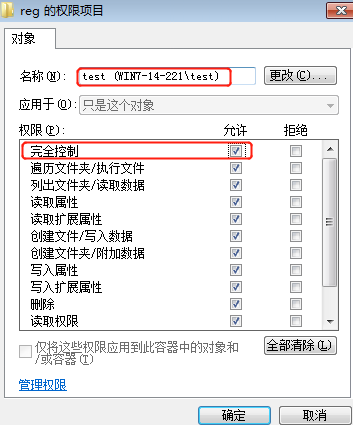 reg 的权限项目
对象
名称(N): test (WIN7-14-221\test) 更改(C)...
应用于(O): 只是这个对象
权限(P): 允许 拒绝
完全控制
遍历文件夹/执行文件
列出文件夹/读取数据
读取属性
读取扩展属性
创建文件/写入数据
创建文件夹/附加数据
写入属性
写入扩展属性
删除
读取权限
仅将这些权限应用到此容器中的对象和
/或容器(T)
全部清除(L)
管理权限
确定 取消